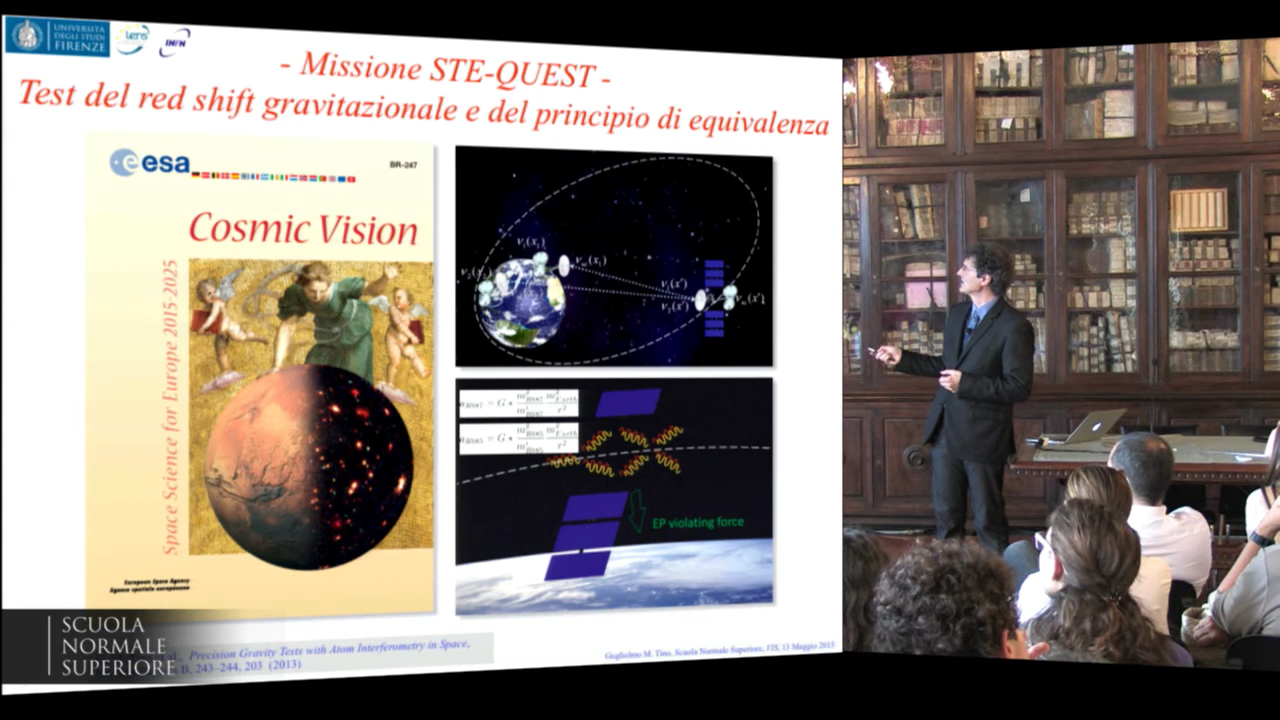 UNIVERSITÀ
DEGLI STUDI
FIRENZE
lens
INFN
- Missione STE-QUEST -
Test del red shift gravitazionale e del principio di equivalenza
esa
BR-247
Cosmic Vision
Space Science for Europe 2015-2025
European Space Agency
Agence spatiale européenne
EP violating force
Precision Gravity Tests with Atom Interferometry in Space,
B, 243–244, 203 (2013)
Guglielmo M. Tino, Scuola Normale Superiore, VIS, 13 Maggio 2015
SCUOLA
NORMALE
SUPERIORE